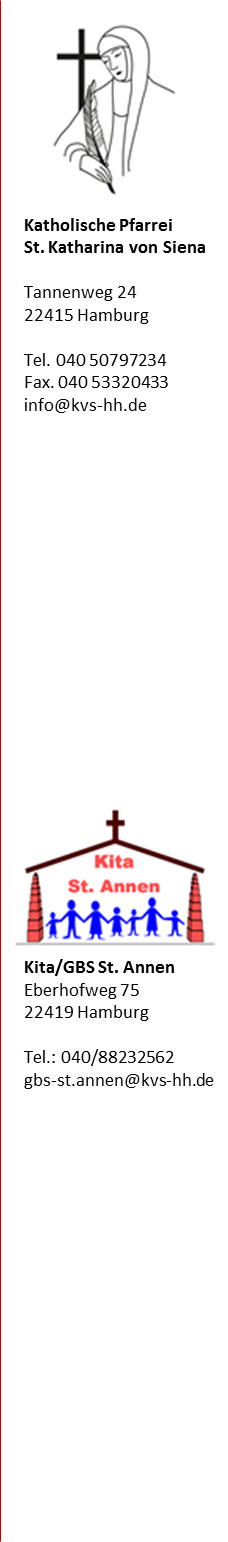 Katholische Pfarrei
St. Katharina von Siena
Tannenweg 24
22415 Hamburg
Tel. 040 50797234
Fax. 040 53320433
info@kvs-hh.de
Kita
St. Annen
Kita/GBS St. Annen
Eberhofweg 75
22419 Hamburg
Tel.: 040/88232562
gbs-st.annen@kvs-hh.de